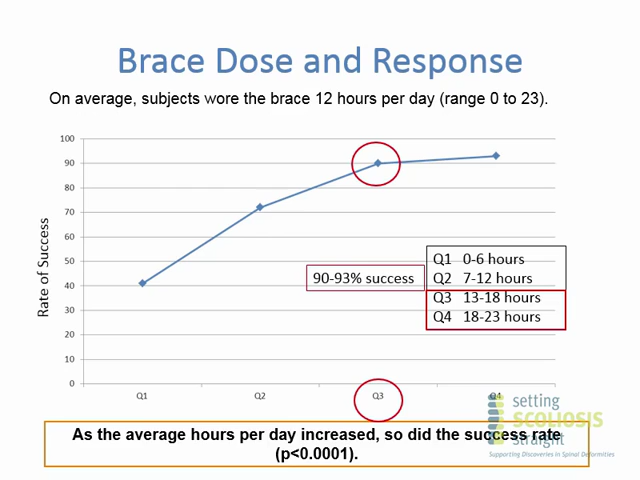 Brace Dose and Response
On average, subjects wore the brace 12 hours per day (range 0 to 23).
100
90
80
70
60
50
40
30
20
10
0
Rate of Success
90-93% success
Q1 0-6 hours
Q2 7-12 hours
Q3 13-18 hours
Q4 18-23 hours
Q1
Q2
Q3
Q4
setting
SCOLIOSIS
straight
Supporting Discoveries in Spinal Deformities
As the average hours per day increased, so did the success rate
(p<0.0001).